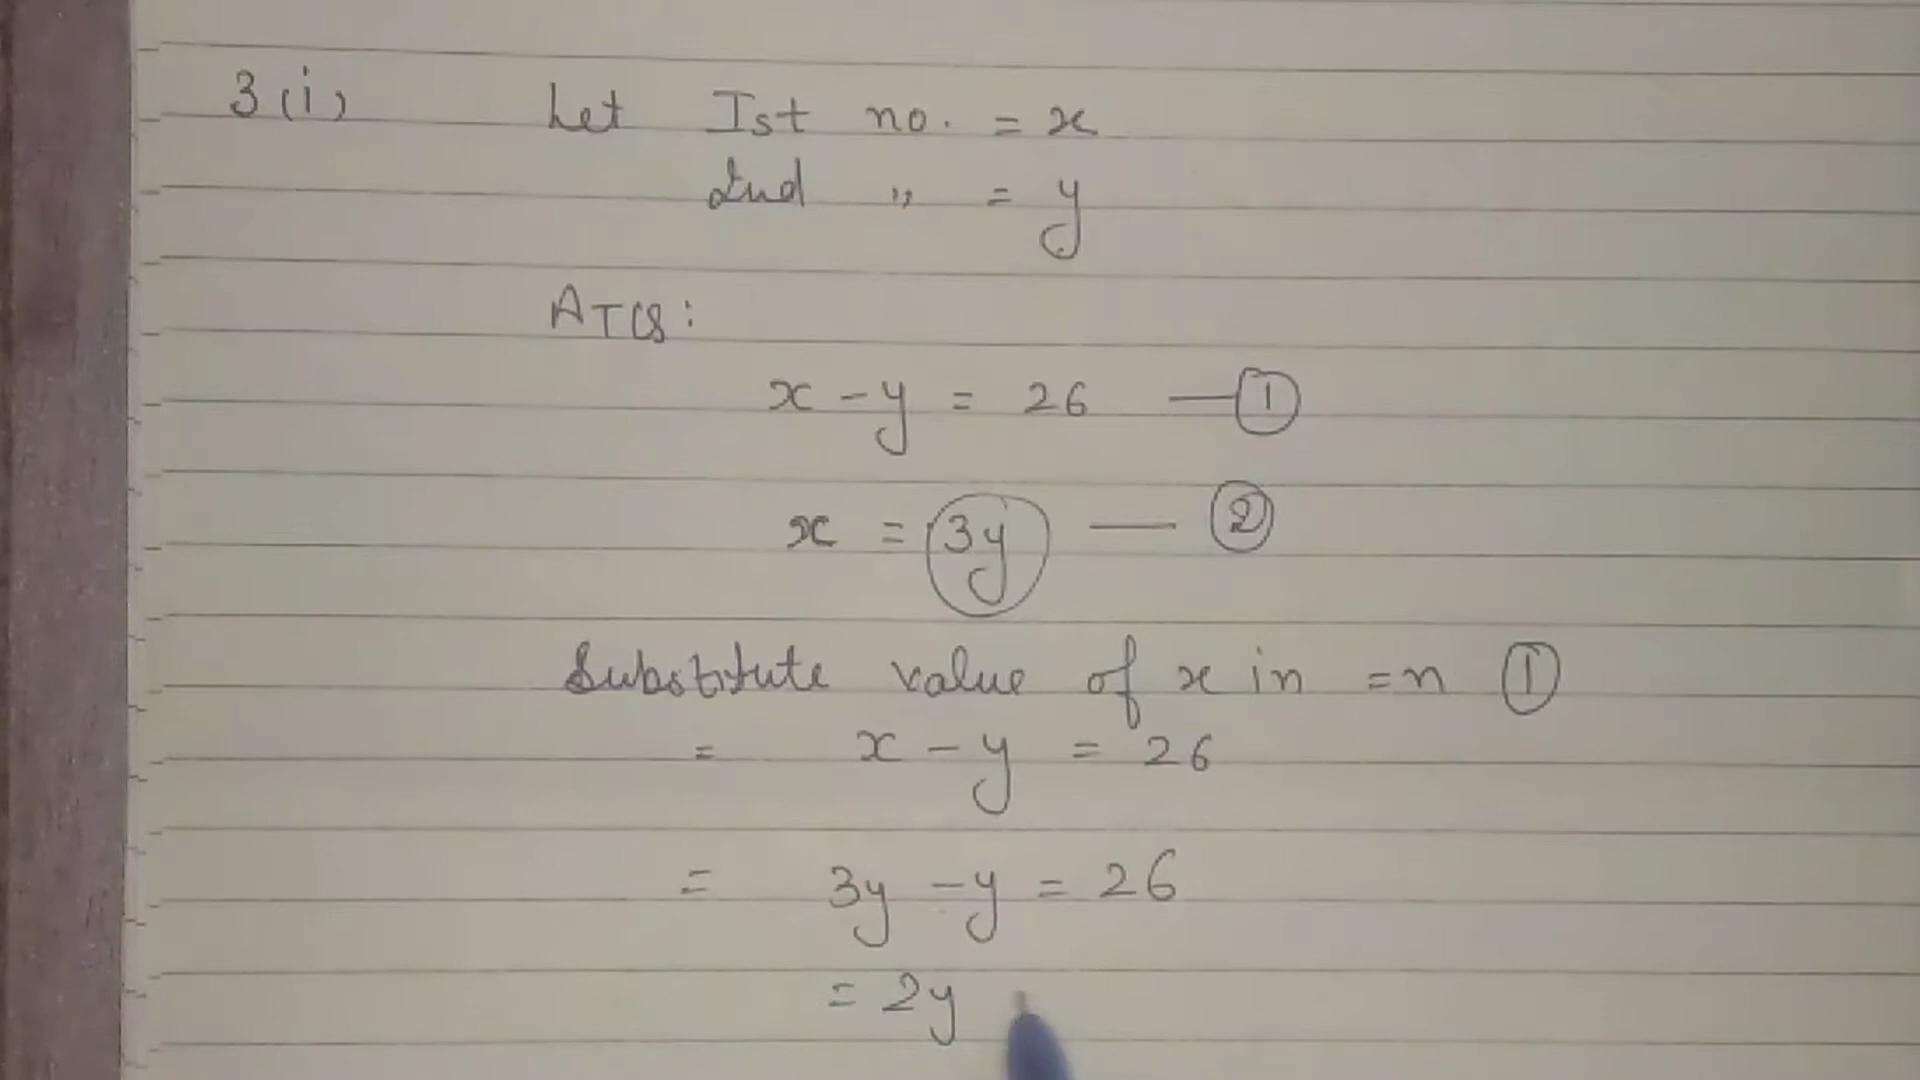 3(i) Let Ist no. = x
2nd " = y
ATQ:
x - y = 26 — ①
x = 3y — ②
Substitute value of x in =n ①
= x - y = 26
= 3y - y = 26
= 2y